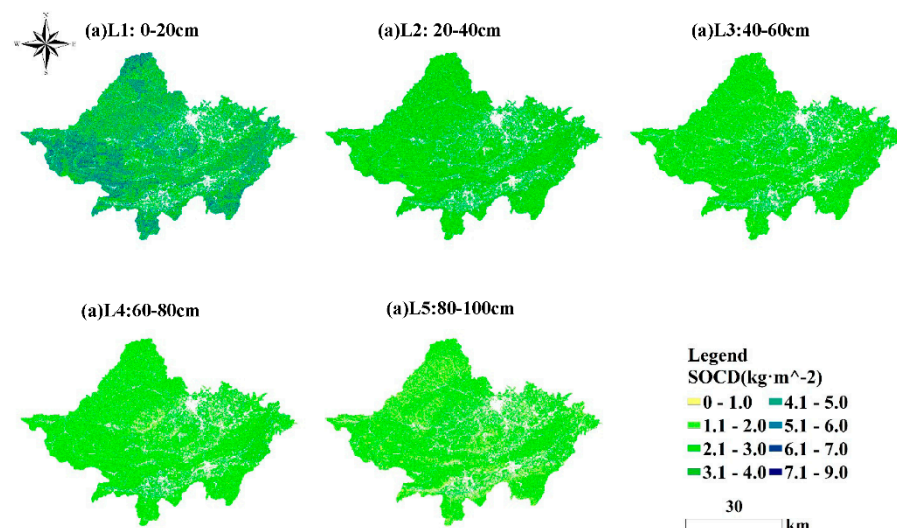 N
W E
S
(a)L1: 0-20cm
(a)L2: 20-40cm
(a)L3:40-60cm
(a)L4:60-80cm
(a)L5:80-100cm
Legend
SOCD(kg·m^-2)
0 - 1.0 4.1 - 5.0
1.1 - 2.0 5.1 - 6.0
2.1 - 3.0 6.1 - 7.0
3.1 - 4.0 7.1 - 9.0
30
km